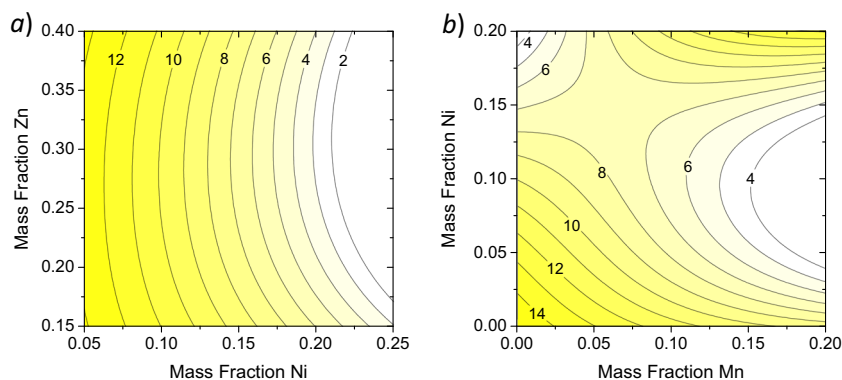 a)
0.40
0.35
0.30
0.25
0.20
0.15
Mass Fraction Zn
12 10 8 6 4 2
0.05 0.10 0.15 0.20 0.25
Mass Fraction Ni
b)
0.20
0.15
0.10
0.05
0.00
Mass Fraction Ni
4
6
8
6
4
10
12
14
0.00 0.05 0.10 0.15 0.20
Mass Fraction Mn